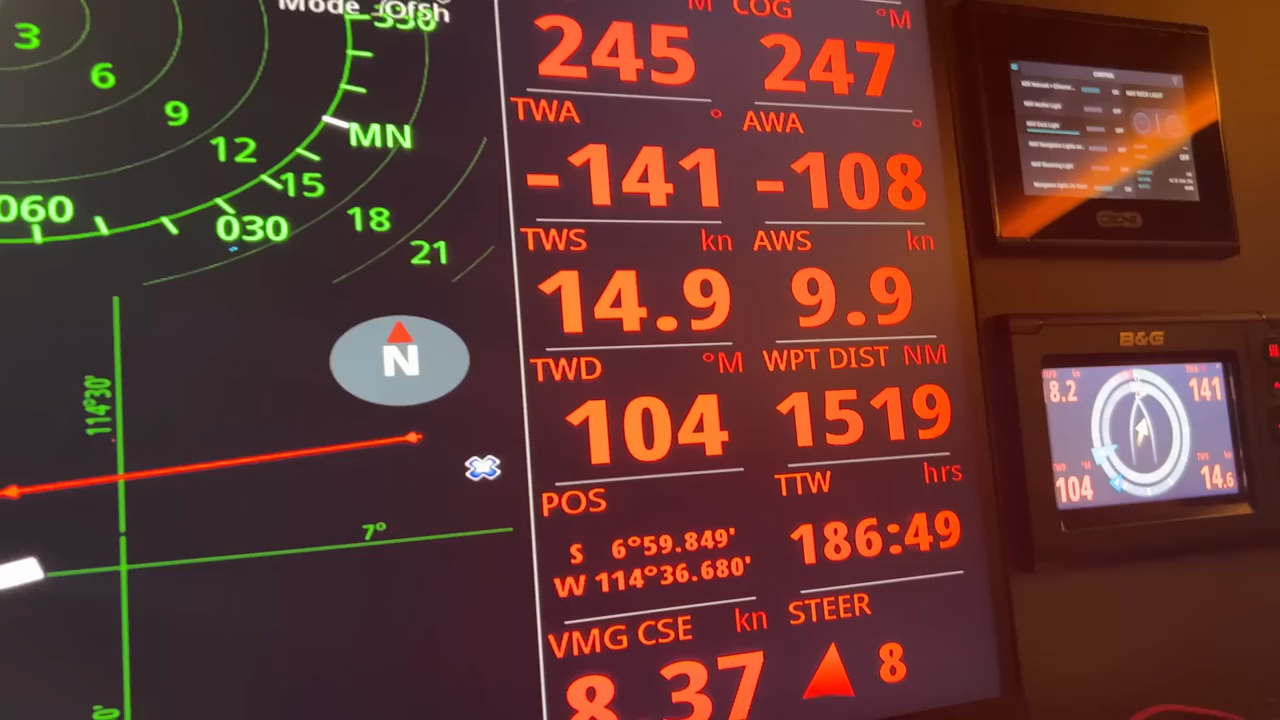 Mode Ofsh
330
3
6
9
12
15
18
21
MN
060
030
N
114°30'
7°
M COG °M
245 247
TWA ° AWA °
-141 -108
TWS kn AWS kn
14.9 9.9
TWD °M WPT DIST NM
104 1519
POS TTW hrs
S 6°59.849'
W 114°36.680'
186:49
VMG CSE kn STEER
8.37 8
CONTROL
B&G
8.2 141
104 14.6